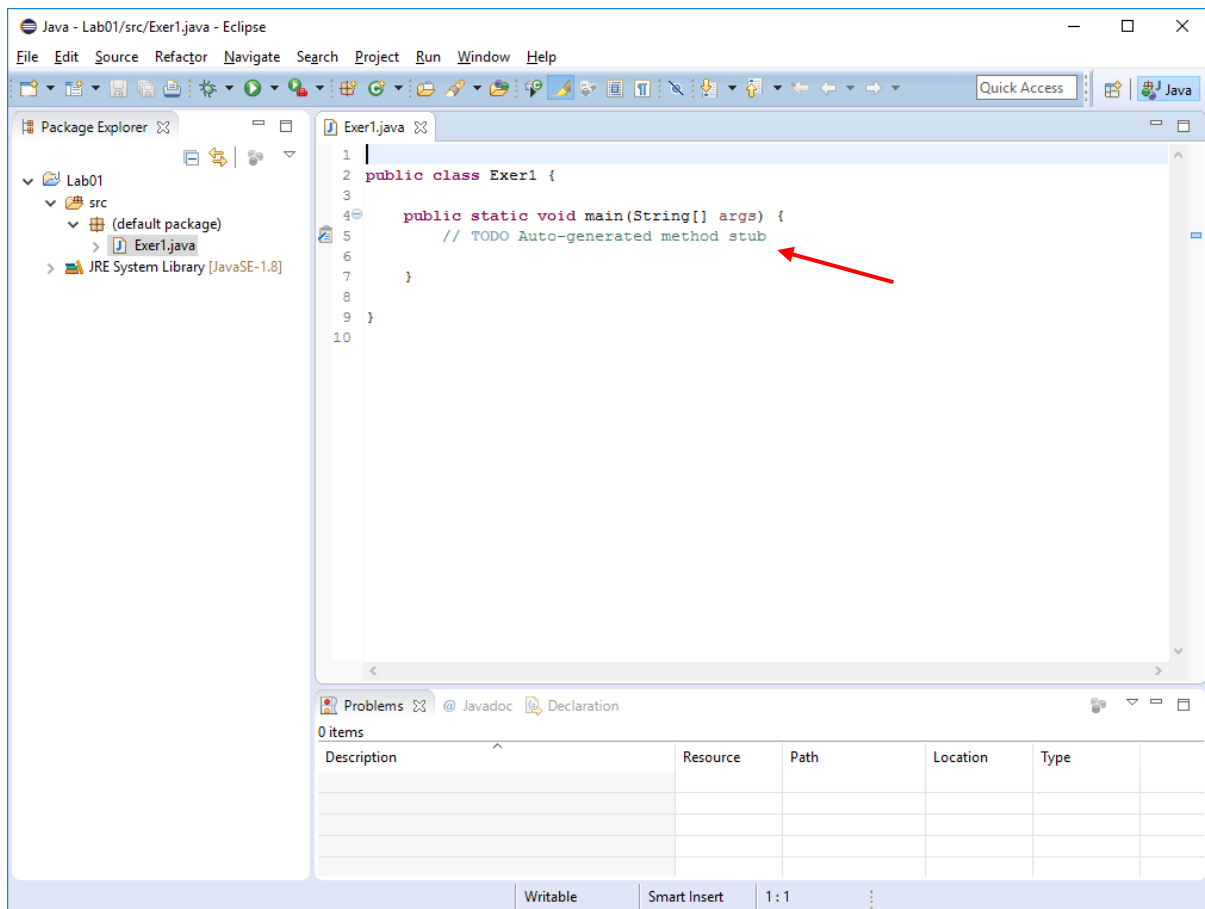 Java - Lab01/src/Exer1.java - Eclipse
File Edit Source Refactor Navigate Search Project Run Window Help
Quick Access
Java
Package Explorer
Lab01
src
(default package)
Exer1.java
JRE System Library [JavaSE-1.8]
Exer1.java
1
2 public class Exer1 {
3
4 public static void main(String[] args) {
5 // TODO Auto-generated method stub
6
7 }
8
9 }
10
Problems @ Javadoc Declaration
0 items
Description Resource Path Location Type
Writable Smart Insert 1 : 1